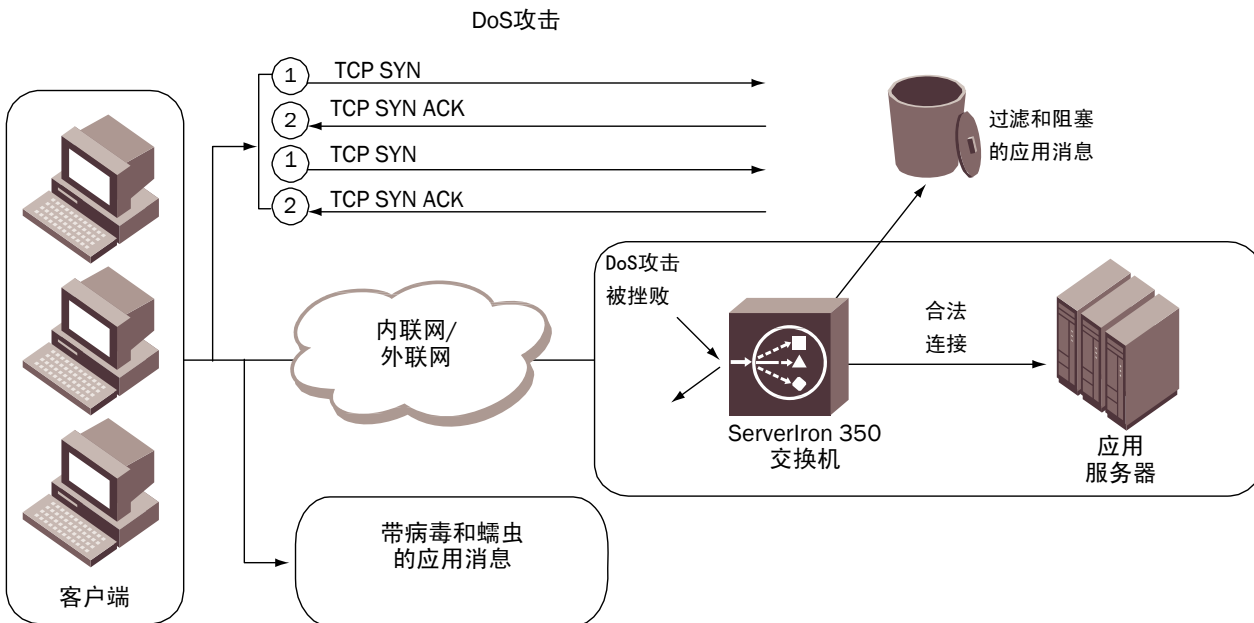 DoS攻击
1 TCP SYN
2 TCP SYN ACK
1 TCP SYN
2 TCP SYN ACK
过滤和阻塞
的应用消息
DoS攻击
被挫败
内联网/
外联网
合法
连接
ServerIron 350
交换机
应用
服务器
带病毒和蠕虫
的应用消息
客户端